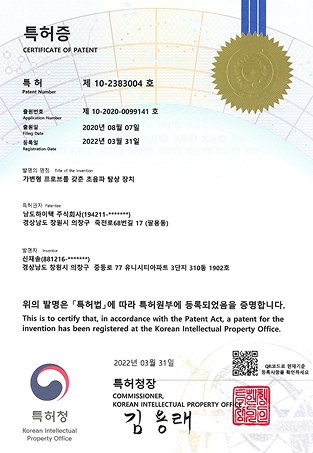 특허증
CERTIFICATE OF PATENT
특 허 제 10-2383004 호
Patent Number
출원번호 제 10-2020-0099141 호
Application Number
출원일 2020년 08월 07일
Filing Date
등록일 2022년 03월 31일
Registration Date
발명의 명칭 Title of the Invention
가변형 프로브를 갖춘 초음파 탐상 장치
특허권자 Patentee
남도하이텍 주식회사(194211-*******)
경상남도 창원시 의창구 죽전로68번길 17 (팔용동)
발명자 Inventor
신재솔(881216-*******)
경상남도 창원시 의창구 중동로 77 유니시티아파트 3단지 310동 1902호
위의 발명은 「특허법」에 따라 특허원부에 등록되었음을 증명합니다.
This is to certify that, in accordance with the Patent Act, a patent for the
invention has been registered at the Korean Intellectual Property Office.
2022년 03월 31일
QR코드로 현재기준
등록사항을 확인하세요
특허청장
COMMISSIONER,
KOREAN INTELLECTUAL PROPERTY OFFICE
김용래
특허청
Korean Intellectual
Property Office